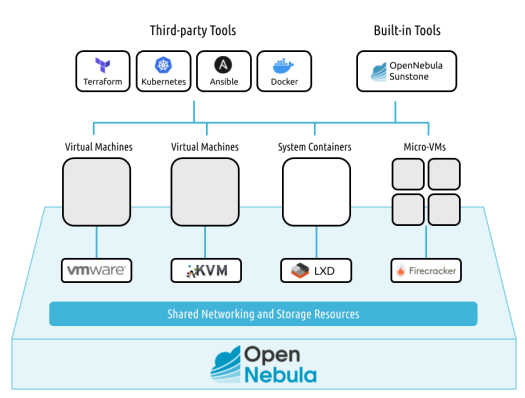 Third-party Tools
Built-in Tools
Terraform
Kubernetes
A
Ansible
Docker
OpenNebula
Sunstone
Virtual Machines
Virtual Machines
System Containers
Micro-VMs
vmware
KVM
LXD
Firecracker
Shared Networking and Storage Resources
Open
Nebula